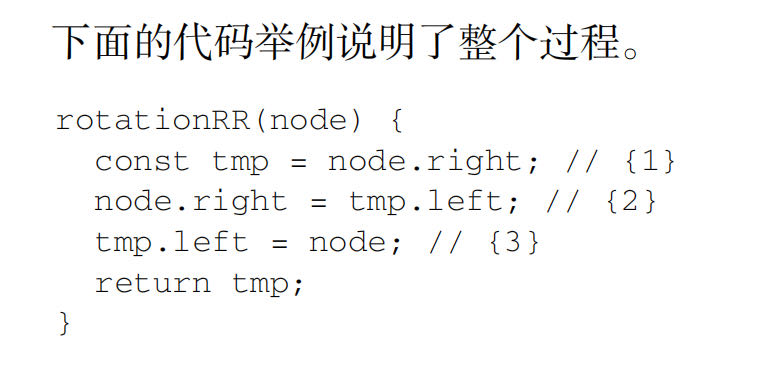 下面的代码举例说明了整个过程。
rotationRR(node) {
  const tmp = node.right; // {1}
  node.right = tmp.left; // {2}
  tmp.left = node; // {3}
  return tmp;
}